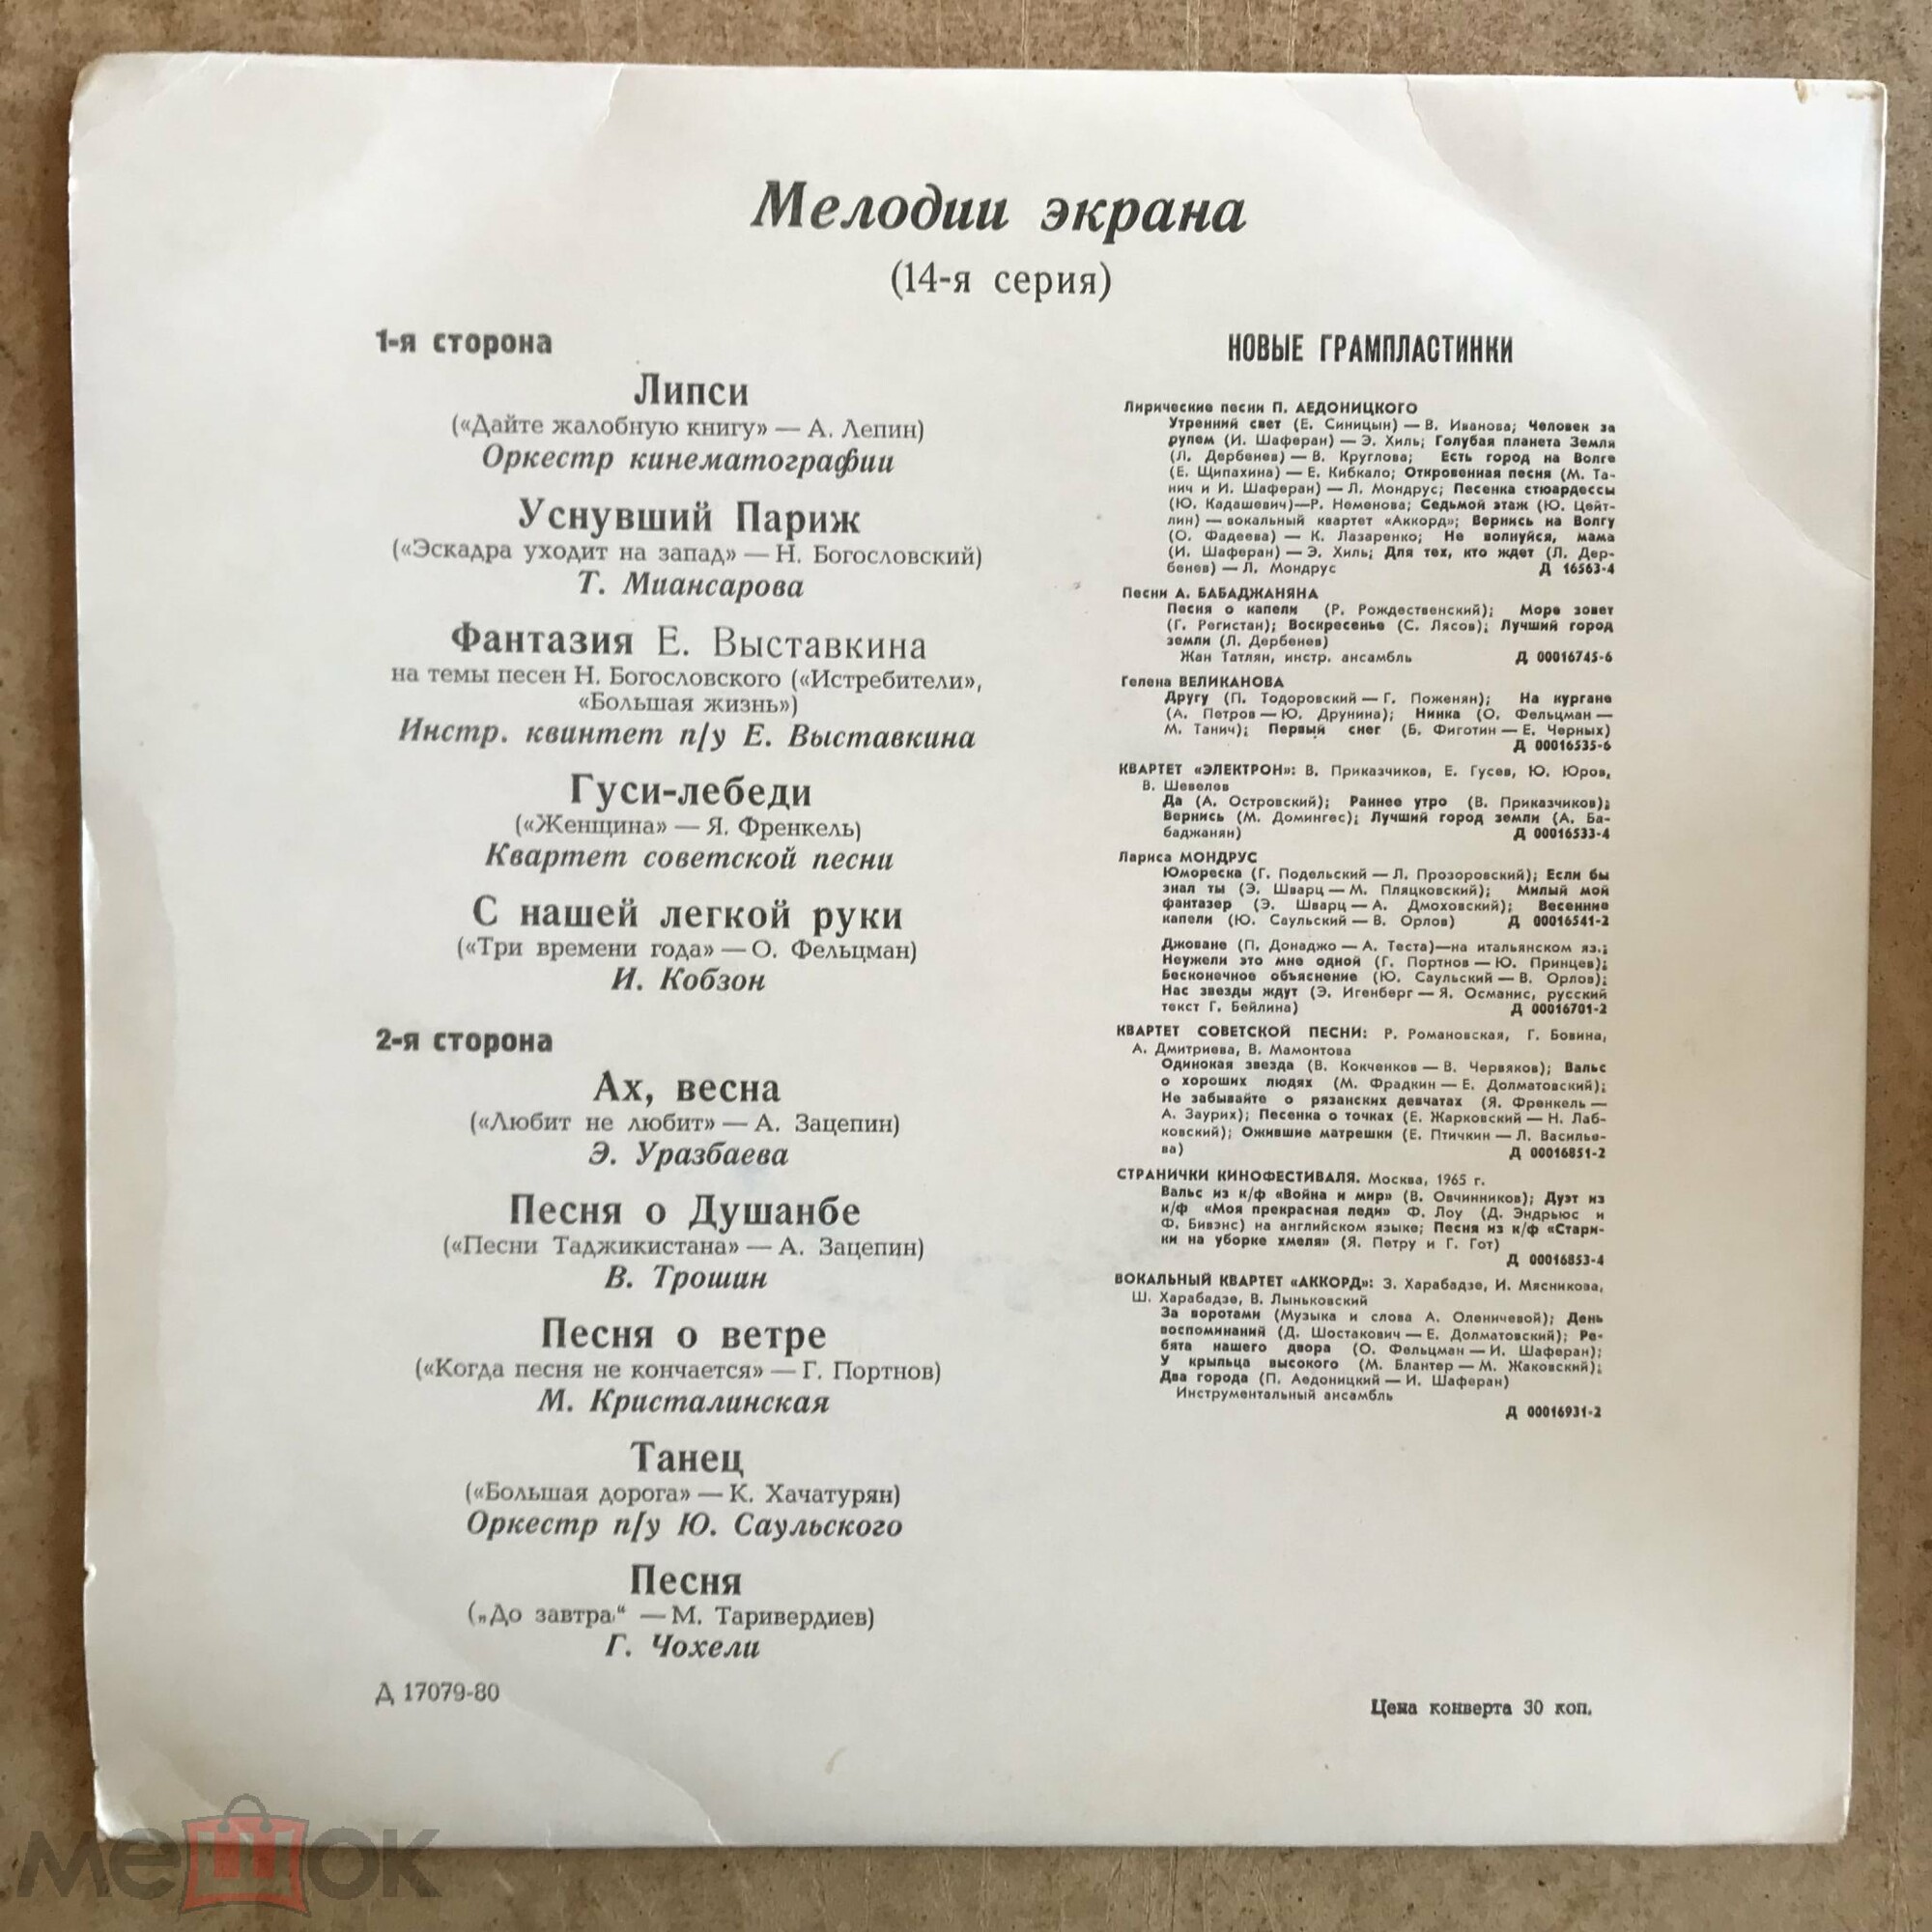 Мелодии экрана
(14-я серия)
1-я сторона
Липси
(«Дайте жалобную книгу» — А. Лепин)
Оркестр кинематографии
Уснувший Париж
(«Эскадра уходит на запад» — Н. Богословский)
Т. Миансарова
Фантазия Е. Выставкина
на темы песен Н. Богословского («Истребители»,
«Большая жизнь»)
Инстр. квинтет п/у Е. Выставкина
Гуси-лебеди
(«Женщина» — Я. Френкель)
Квартет советской песни
С нашей легкой руки
(«Три времени года» — О. Фельцман)
И. Кобзон
2-я сторона
Ах, весна
(«Любит не любит» — А. Зацепин)
Э. Уразбаева
Песня о Душанбе
(«Песни Таджикистана» — А. Зацепин)
В. Трошин
Песня о ветре
(«Когда песня не кончается» — Г. Портнов)
М. Кристалинская
Танец
(«Большая дорога» — К. Хачатурян)
Оркестр п/у Ю. Саульского
Песня
(„До завтра“ — М. Таривердиев)
Г. Чохели
Д 17079-80
НОВЫЕ ГРАМПЛАСТИНКИ
Лирические песни П. АЕДОНИЦКОГО
Утренний свет (Е. Синицын) — В. Иванова; Человек за
рулем (И. Шаферан) — Э. Хиль; Голубая планета Земля
(Л. Дербенев) — В. Круглова; Есть город на Волге
(Е. Щипахина) — Е. Кибкало; Откровенная песня (М. Та-
нич и И. Шаферан) — Л. Мондрус; Песенка стюардессы
(Ю. Кадашевич)—Р. Неменова; Седьмой этаж (Ю. Цейт-
лин) — вокальный квартет «Аккорд»; Вернись на Волгу
(О. Фадеева) — К. Лазаренко; Не волнуйся, мама
(И. Шаферан) — Э. Хиль; Для тех, кто ждет (Л. Дер-
бенев) — Л. Мондрус Д 16563-4
Песни А. БАБАДЖАНЯНА
Песня о капели (Р. Рождественский); Море зовет
(Г. Регистан); Воскресенье (С. Лясов); Лучший город
земли (Л. Дербенев)
Жан Татлян, инстр. ансамбль Д 00016745-6
Гелена ВЕЛИКАНОВА
Другу (П. Тодоровский — Г. Поженян); На кургане
(А. Петров — Ю. Друнина); Нинка (О. Фельцман —
М. Танич); Первый снег (Б. Фиготин — Е. Черных)
Д 00016535-6
КВАРТЕТ «ЭЛЕКТРОН»: В. Приказчиков, Е. Гусев, Ю. Юров,
В. Шевелев
Да (А. Островский); Раннее утро (В. Приказчиков);
Вернись (М. Домингес); Лучший город земли (А. Ба-
баджанян) Д 00016533-4
Лариса МОНДРУС
Юмореска (Г. Подельский — Л. Прозоровский); Если бы
знал ты (Э. Шварц — М. Пляцковский); Милый мой
фантазер (Э. Шварц — А. Дмоховский); Весенние
капели (Ю. Саульский — В. Орлов) Д 00016541-2
Джоване (П. Донаджо — А. Теста)—на итальянском яз.;
Неужели это мне одной (Г. Портнов — Ю. Принцев);
Бесконечное объяснение (Ю. Саульский — В. Орлов);
Нас звезды ждут (Э. Игенберг — Я. Османис, русский
текст Г. Бейлина) Д 00016701-2
КВАРТЕТ СОВЕТСКОЙ ПЕСНИ: Р. Романовская, Г. Бовина,
А. Дмитриева, В. Мамонтова
Одинокая звезда (В. Кокченков — В. Червяков); Вальс
о хороших людях (М. Фрадкин — Е. Долматовский);
Не забывайте о рязанских девчатах (Я. Френкель —
А. Заурих); Песенка о точках (Е. Жарковский — Н. Лаб-
ковский); Ожившие матрешки (Е. Птичкин — Л. Василье-
ва) Д 00016851-2
СТРАНИЧКИ КИНОФЕСТИВАЛЯ. Москва, 1965 г.
Вальс из к/ф «Война и мир» (В. Овчинников); Дуэт из
к/ф «Моя прекрасная леди» Ф. Лоу (Д. Эндрьюс и
Ф. Бивэнс) на английском языке; Песня из к/ф «Стари-
ки на уборке хмеля» (Я. Петру и Г. Гот)
Д 00016853-4
ВОКАЛЬНЫЙ КВАРТЕТ «АККОРД»: З. Харабадзе, И. Мясникова,
Ш. Харабадзе, В. Лыньковский
За воротами (Музыка и слова А. Оленичевой); День
воспоминаний (Д. Шостакович — Е. Долматовский); Ре-
бята нашего двора (О. Фельцман — И. Шаферан);
У крыльца высокого (М. Блантер — М. Жаковский);
Два города (П. Аедоницкий — И. Шаферан)
Инструментальный ансамбль
Д 00016931-2
Цена конверта 30 коп.
мешок